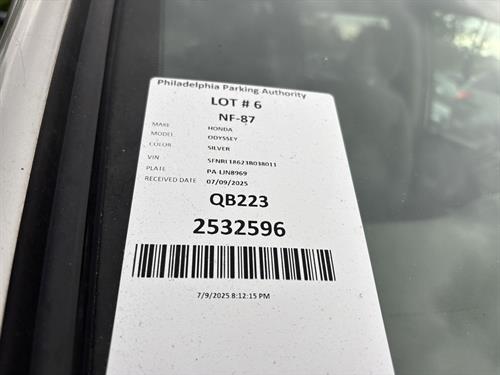 Philadelphia Parking Authority
LOT # 6
NF-87
MAKE HONDA
MODEL ODYSSEY
COLOR SILVER
VIN 5FNRL18623B038011
PLATE PA-LJN8969
RECEIVED DATE 07/09/2025
QB223
2532596
7/9/2025 8:12:15 PM